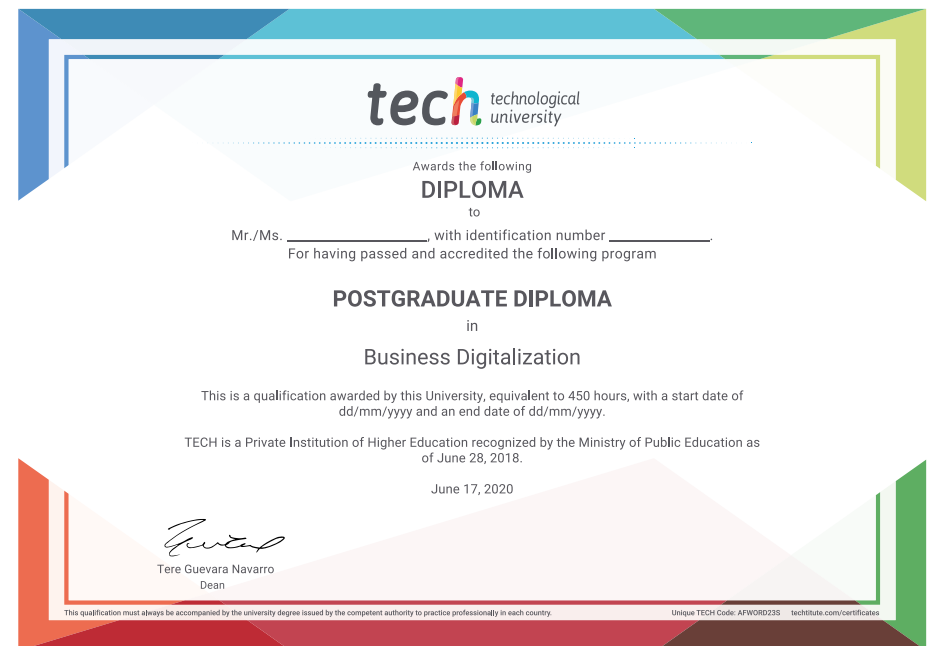 tech technological
university
Awards the following
DIPLOMA
to
Mr./Ms. ____________________, with identification number ______________.
For having passed and accredited the following program
POSTGRADUATE DIPLOMA
in
Business Digitalization
This is a qualification awarded by this University, equivalent to 450 hours, with a start date of
dd/mm/yyyy and an end date of dd/mm/yyyy.
TECH is a Private Institution of Higher Education recognized by the Ministry of Public Education as
of June 28, 2018.
June 17, 2020
Tere Guevara Navarro
Dean
This qualification must always be accompanied by the university degree issued by the competent authority to practice professionally in each country. Unique TECH Code: AFWORD23S techtitute.com/certificates